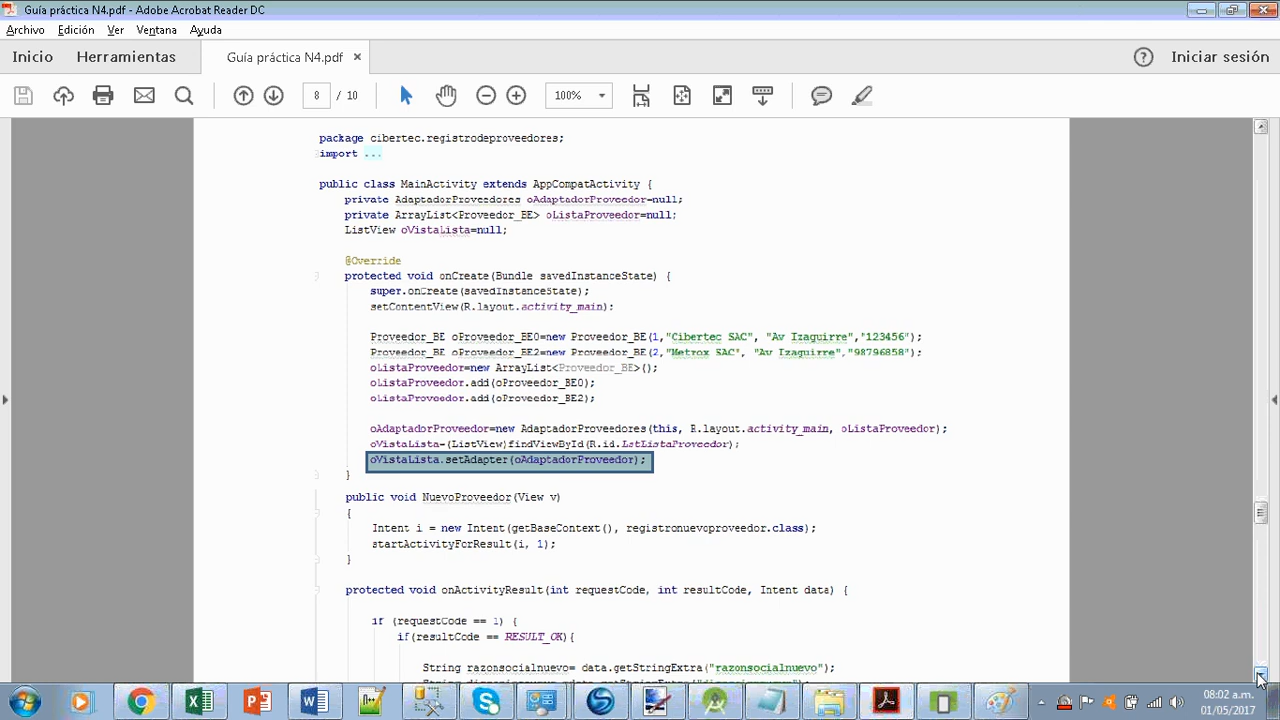 Guía práctica N4.pdf - Adobe Acrobat Reader DC
Archivo Edición Ver Ventana Ayuda
Inicio Herramientas Guía práctica N4.pdf × ? Iniciar sesión
8 / 10 100%
package cibertec.registrodeproveedores;
import ...
public class MainActivity extends AppCompatActivity {
private AdaptadorProveedores oAdaptadorProveedor=null;
private ArrayList<Proveedor_BE> oListaProveedor=null;
ListView oVistaLista=null;
@Override
protected void onCreate(Bundle savedInstanceState) {
super.onCreate(savedInstanceState);
setContentView(R.layout.activity_main);
Proveedor_BE oProveedor_BE0=new Proveedor_BE(1,"Cibertec SAC", "Av Izaguirre","123456");
Proveedor_BE oProveedor_BE2=new Proveedor_BE(2,"Metrox SAC", "Av Izaguirre","98796858");
oListaProveedor=new ArrayList<Proveedor_BE>();
oListaProveedor.add(oProveedor_BE0);
oListaProveedor.add(oProveedor_BE2);
oAdaptadorProveedor=new AdaptadorProveedores(this, R.layout.activity_main, oListaProveedor);
oVistaLista=(ListView)findViewById(R.id.LstListaProveedor);
oVistaLista.setAdapter(oAdaptadorProveedor);
}
public void NuevoProveedor(View v)
{
Intent i = new Intent(getBaseContext(), registronuevoproveedor.class);
startActivityForResult(i, 1);
}
protected void onActivityResult(int requestCode, int resultCode, Intent data) {
if (requestCode == 1) {
if(resultCode == RESULT_OK){
String razonsocialnuevo= data.getStringExtra("razonsocialnuevo");
08:02 a.m.
01/05/2017